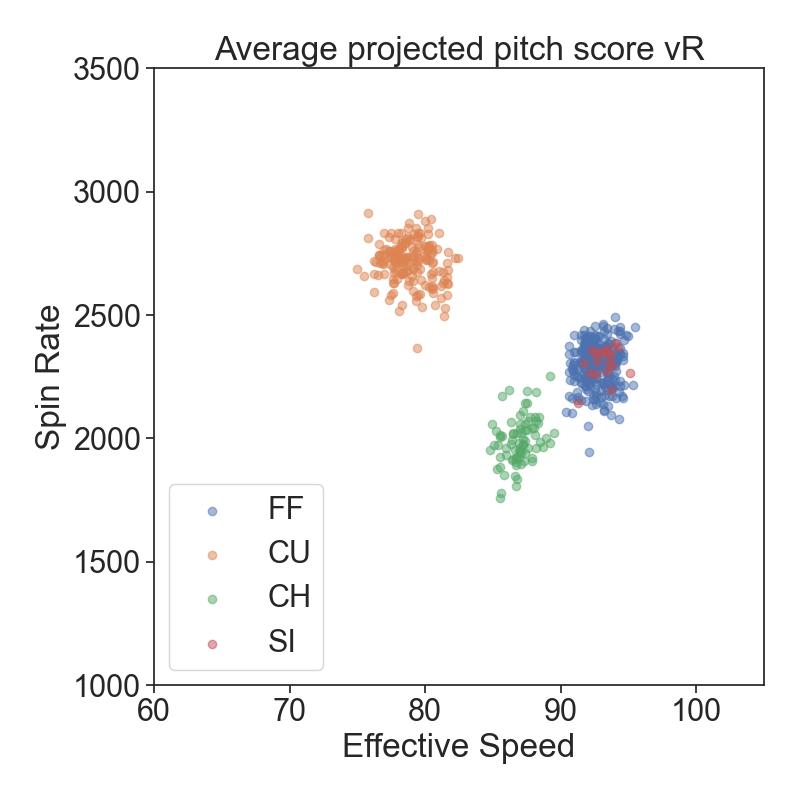 Average projected pitch score vR
3500
3000
2500
2000
1500
1000
Spin Rate
FF
CU
CH
SI
60 70 80 90 100
Effective Speed